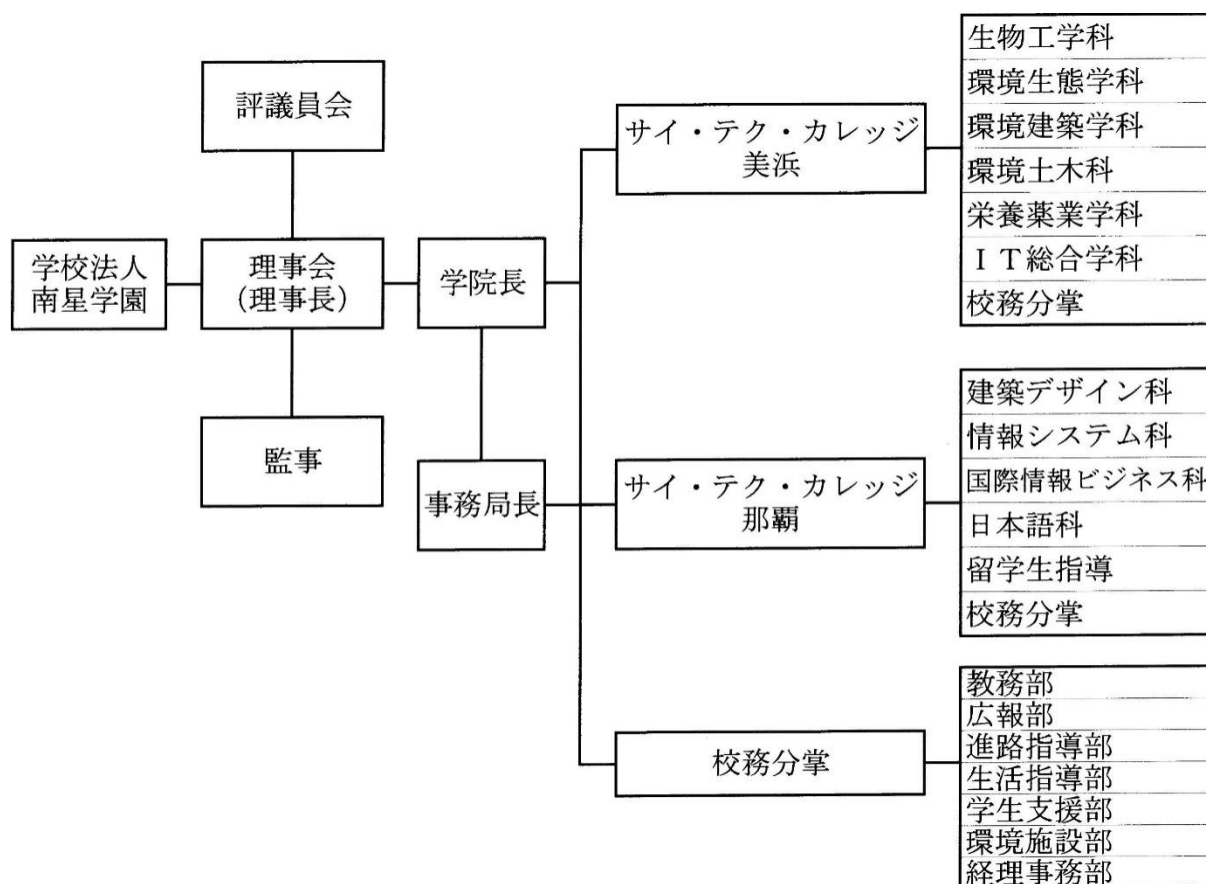 評議員会
学校法人
南星学園
理事会
（理事長）
監事
学院長
事務局長
サイ・テク・カレッジ
美浜
生物工学科
環境生態学科
環境建築学科
環境土木科
栄養薬業学科
ＩＴ総合学科
校務分掌
サイ・テク・カレッジ
那覇
建築デザイン科
情報システム科
国際情報ビジネス科
日本語科
留学生指導
校務分掌
校務分掌
教務部
広報部
進路指導部
生活指導部
学生支援部
環境施設部
経理事務部